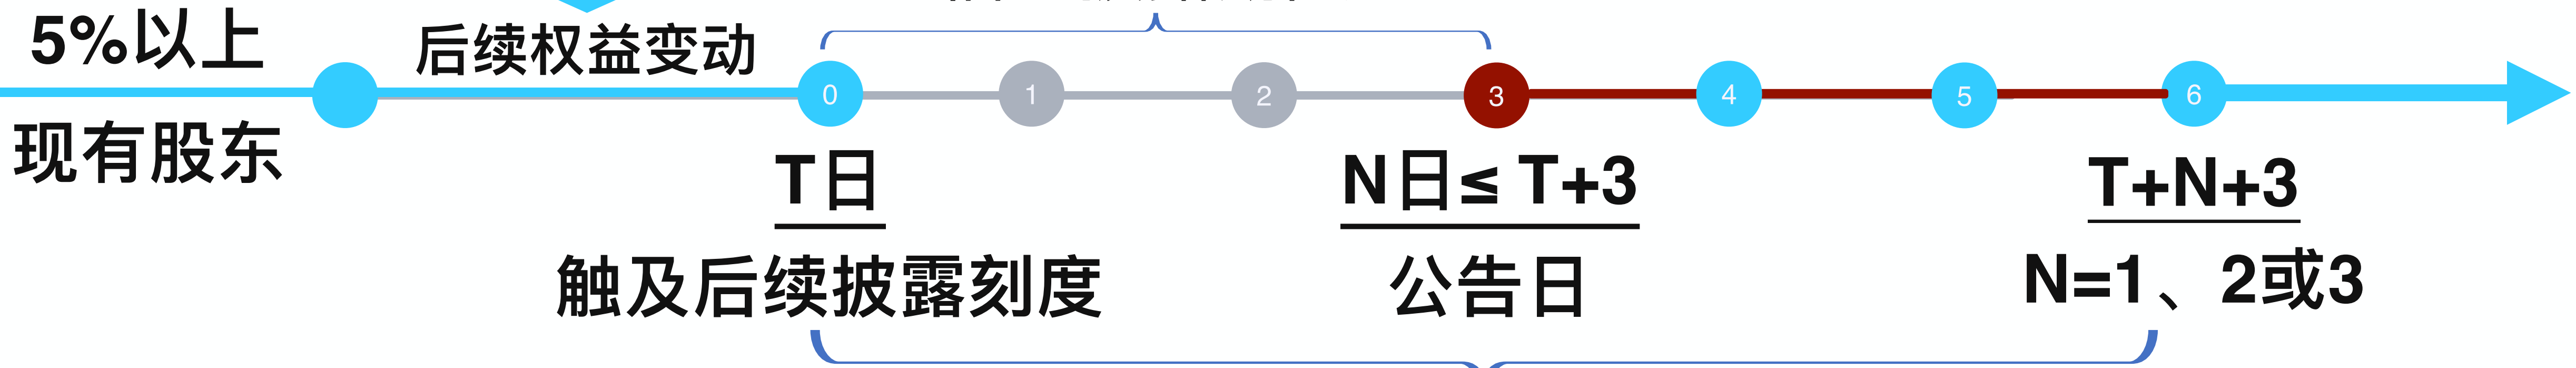 5%以上
后续权益变动
0 1 2 3 4 5 6
现有股东
T日
N日≤ T+3
T+N+3
触及后续披露刻度
公告日
N=1、2或3